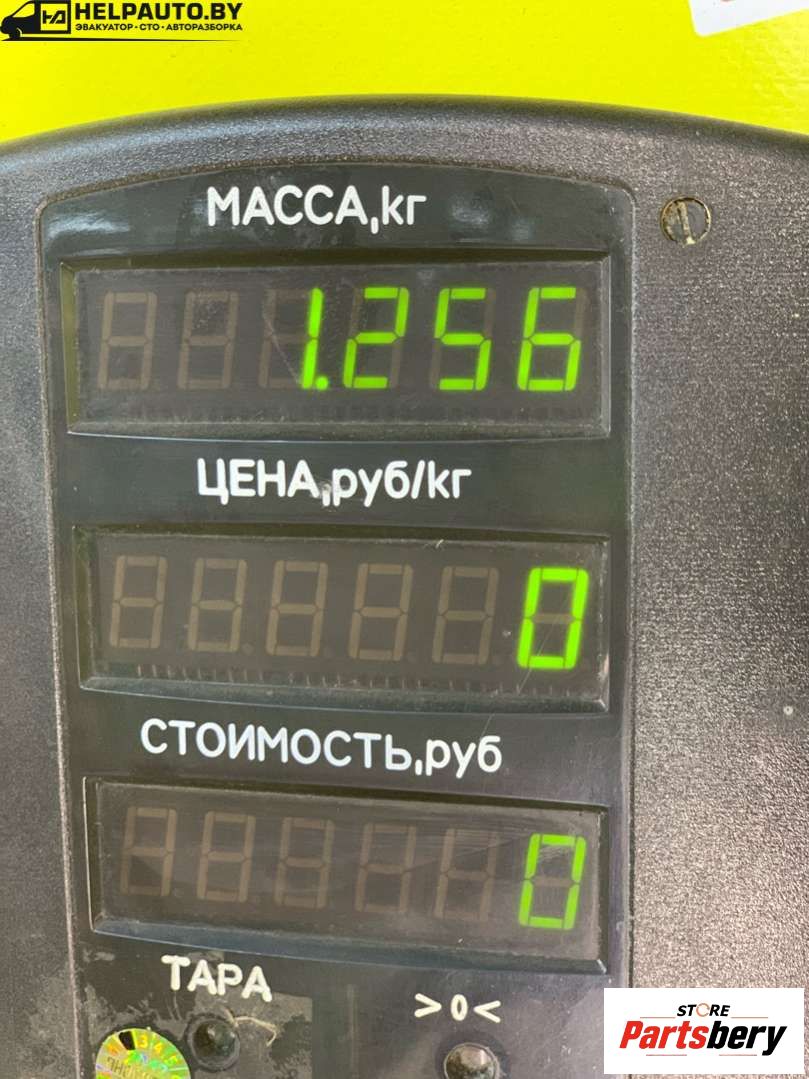 HELPAUTO.BY
ЭВАКУАТОР • СТО • АВТОРАЗБОРКА
МАССА,кг
1.256
ЦЕНА,руб/кг
0
СТОИМОСТЬ,руб
0
ТАРА
>0<
STORE
Partsbery